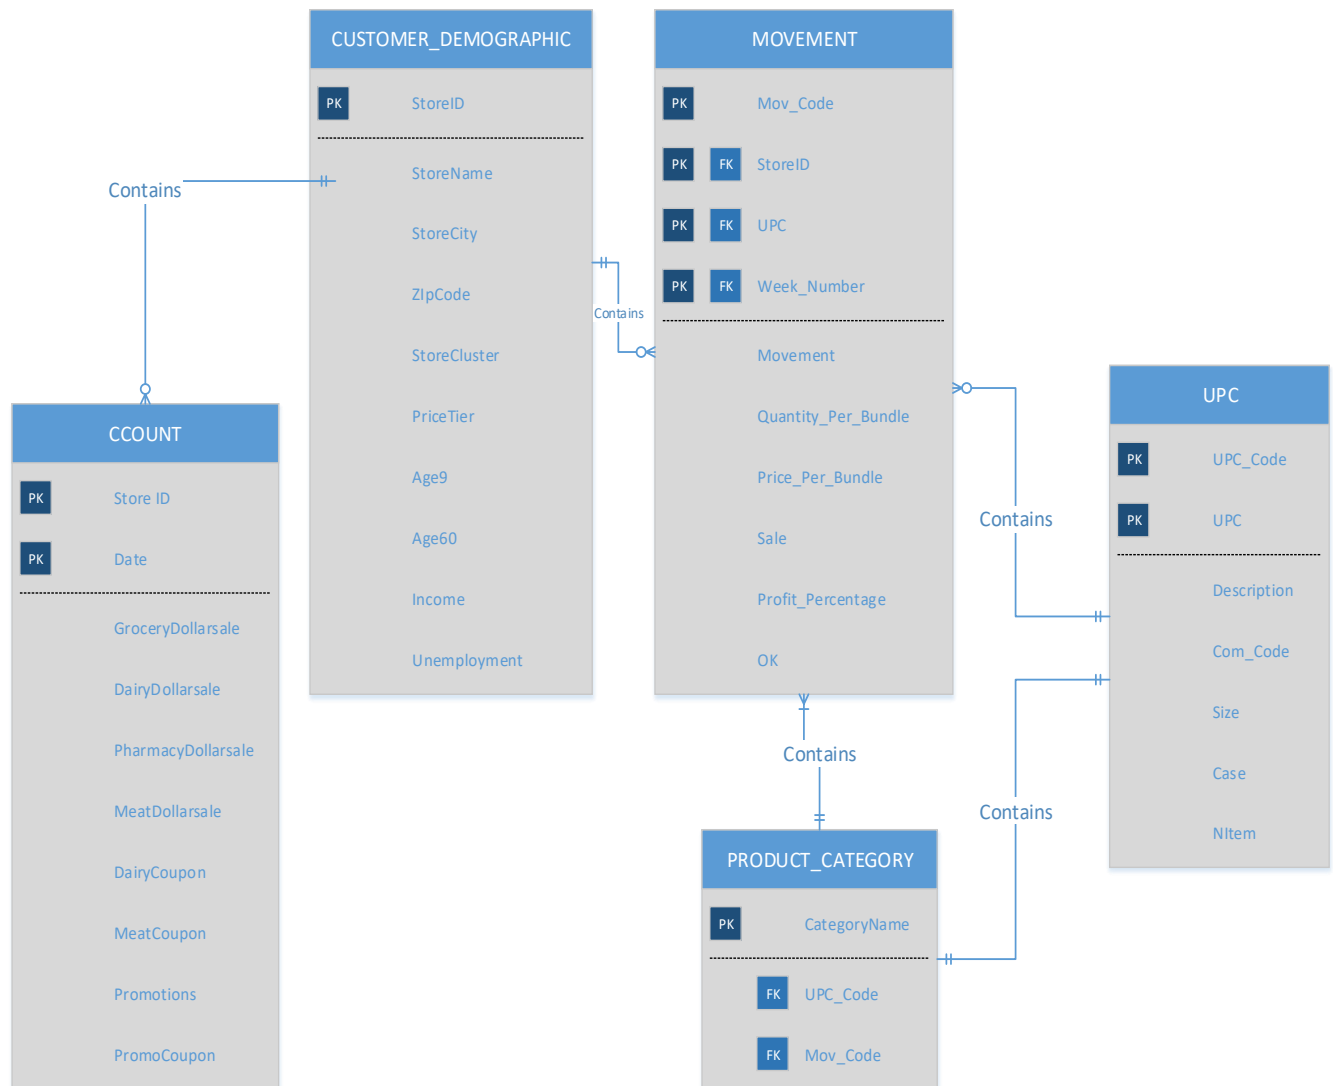 CUSTOMER_DEMOGRAPHIC
PK StoreID
StoreName
StoreCity
ZIpCode
StoreCluster
PriceTier
Age9
Age60
Income
Unemployment
MOVEMENT
PK Mov_Code
PK FK StoreID
PK FK UPC
PK FK Week_Number
Movement
Quantity_Per_Bundle
Price_Per_Bundle
Sale
Profit_Percentage
OK
Contains
Contains
CCOUNT
PK Store ID
PK Date
GroceryDollarsale
DairyDollarsale
PharmacyDollarsale
MeatDollarsale
DairyCoupon
MeatCoupon
Promotions
PromoCoupon
UPC
PK UPC_Code
PK UPC
Description
Com_Code
Size
Case
NItem
Contains
Contains
Contains
PRODUCT_CATEGORY
PK CategoryName
FK UPC_Code
FK Mov_Code